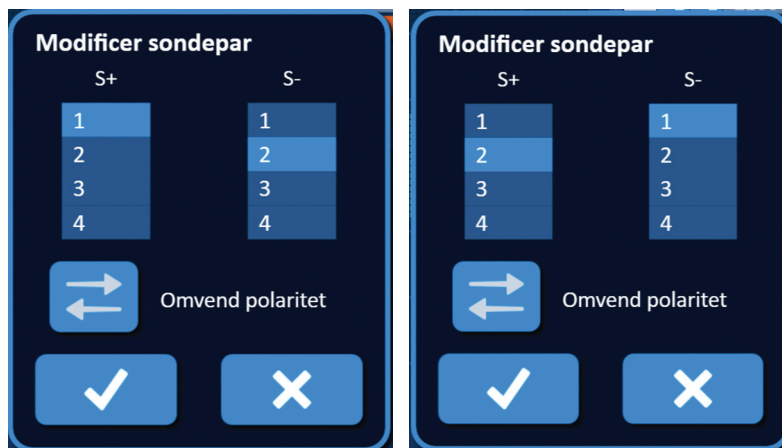 Modificer sondepar
S+ S-
1 1
2 2
3 3
4 4
Omvend polaritet
Modificer sondepar
S+ S-
1 1
2 2
3 3
4 4
Omvend polaritet